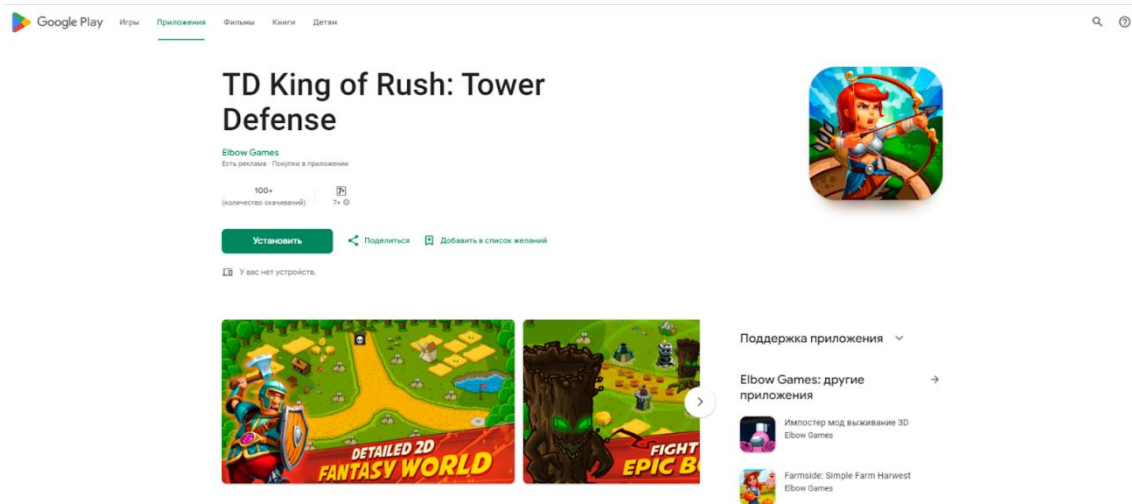 Google Play Игры Приложения Фильмы Книги Детям
TD King of Rush: Tower
Defense
Elbow Games
Есть реклама · Покупки в приложении
100+
(количество скачиваний)
7+
7+
Установить
Поделиться
Добавить в список желаний
У вас нет устройств.
DETAILED 2D
FANTASY WORLD
FIGHT
EPIC B
Поддержка приложения
Elbow Games: другие
приложения
Импостер мод выживание 3D
Elbow Games
Farmside: Simple Farm Harwest
Elbow Games